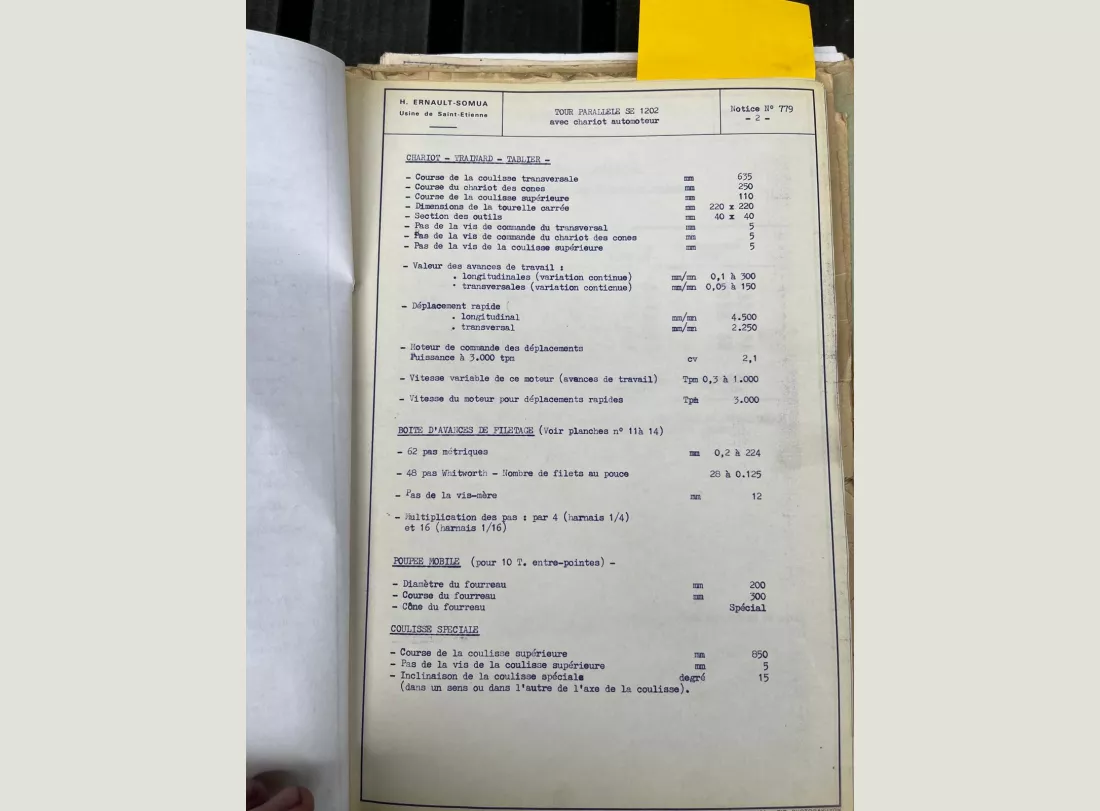 H. ERNAULT-SOMUA
Usine de Saint-Etienne
TOUR PARALLELE SE 1202
avec chariot automoteur
Notice N° 779
- 2 -
CHARIOT - TRAINARD - TABLIER -
- Course de la coulisse transversale mm 635
- Course du chariot des cones mm 250
- Course de la coulisse supérieure mm 110
- Dimensions de la tourelle carrée mm 220 x 220
- Section des outils mm 40 x 40
- Pas de la vis de commande du transversal mm 5
- Pas de la vis de commande du chariot des cones mm 5
- Pas de la vis de la coulisse supérieure mm 5
- Valeur des avances de travail :
. longitudinales (variation continue) mm/mn 0,1 à 300
. transversales (variation continue) mm/mn 0,05 à 150
- Déplacement rapide
. longitudinal mm/mn 4.500
. transversal mm/mn 2.250
- Moteur de commande des déplacements
Puissance à 3.000 tpm cv 2,1
- Vitesse variable de ce moteur (avances de travail) Tpm 0,3 à 1.000
- Vitesse du moteur pour déplacements rapides Tpm 3.000
BOITE D'AVANCES DE FILETAGE (Voir planches n° 11à 14)
- 62 pas métriques mm 0,2 à 224
- 48 pas Whitworth - Nombre de filets au pouce 28 à 0.125
- Pas de la vis-mère mm 12
- Multiplication des pas : par 4 (harnais 1/4)
et 16 (harnais 1/16)
POUPEE MOBILE (pour 10 T. entre-pointes) -
- Diamètre du fourreau mm 200
- Course du fourreau mm 300
- Cône du fourreau Spécial
COULISSE SPECIALE
- Course de la coulisse supérieure mm 850
- Pas de la vis de la coulisse supérieure mm 5
- Inclinaison de la coulisse spéciale degré 15
(dans un sens ou dans l'autre de l'axe de la coulisse).